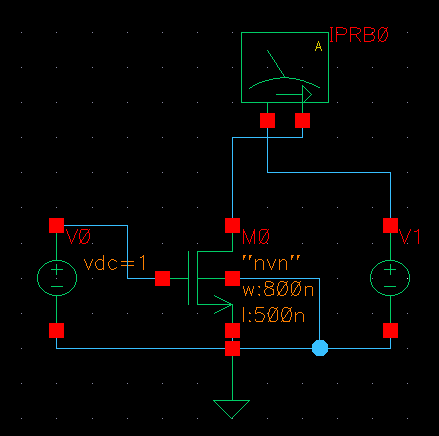 IPRB0
A
V0
M0
V1
vdc=1
"nvn"
w:800n
l:500n